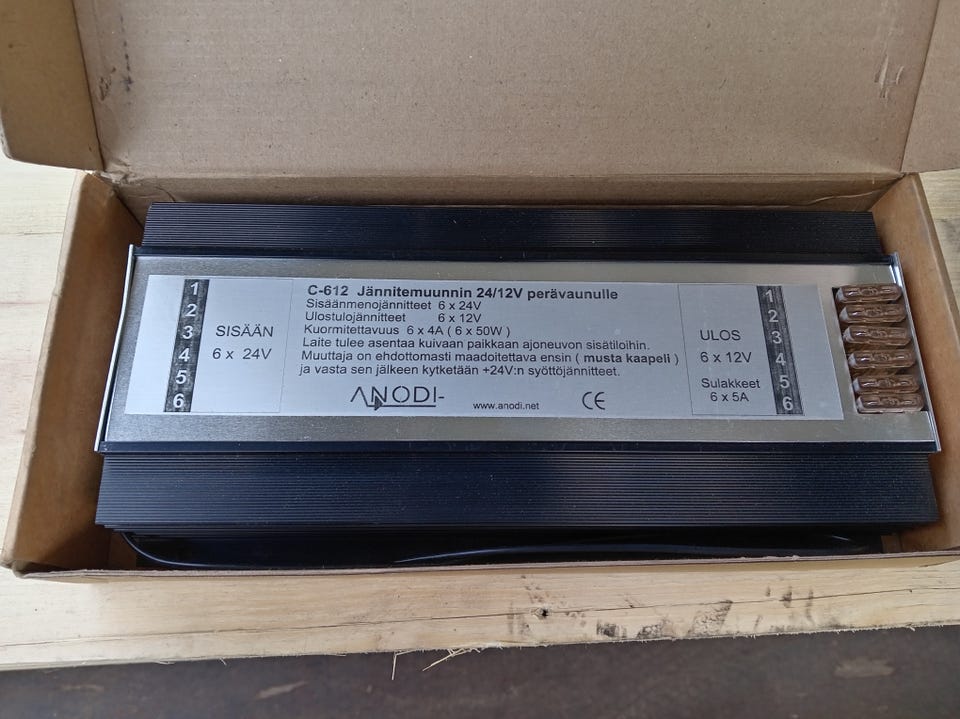 1
2
3
4
5
6
SISÄÄN
6 x 24V
C-612 Jännitemuunnin 24/12V perävaunulle
Sisäänmenojännitteet 6 x 24V
Ulostulojännitteet 6 x 12V
Kuormitettavuus 6 x 4A ( 6 x 50W )
Laite tulee asentaa kuivaan paikkaan ajoneuvon sisätiloihin.
Muuttaja on ehdottomasti maadoitettava ensin ( musta kaapeli )
ja vasta sen jälkeen kytketään +24V:n syöttöjännitteet.
ANODI
www.anodi.net
CE
ULOS
6 x 12V
Sulakkeet
6 x 5A
1
2
3
4
5
6